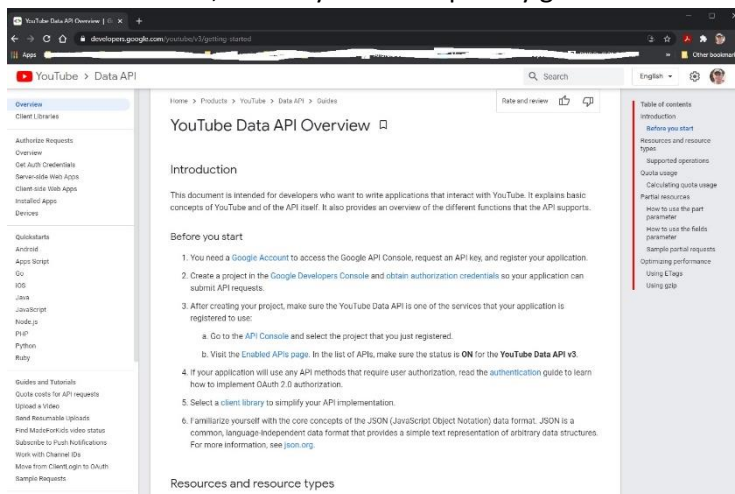 YouTube Data API Overview
developers.google.com/youtube/v3/getting-started
Apps
Other bookmarks
YouTube > Data API
Search
English
Overview
Client Libraries
Authorize Requests
Overview
Get Auth Credentials
Server-side Web Apps
Client-side Web Apps
Installed Apps
Devices
Quickstarts
Android
Apps Script
Go
iOS
Java
JavaScript
Node.js
PHP
Python
Ruby
Guides and Tutorials
Quota costs for API requests
Upload a Video
Send Resumable Uploads
Find MadeForKids video status
Subscribe to Push Notifications
Work with Channel IDs
Move from ClientLogin to OAuth
Sample Requests
Home > Products > YouTube > Data API > Guides
Rate and review
YouTube Data API Overview
Introduction
This document is intended for developers who want to write applications that interact with YouTube. It explains basic
concepts of YouTube and of the API itself. It also provides an overview of the different functions that the API supports.
Before you start
1. You need a Google Account to access the Google API Console, request an API key, and register your application.
2. Create a project in the Google Developers Console and obtain authorization credentials so your application can
submit API requests.
3. After creating your project, make sure the YouTube Data API is one of the services that your application is
registered to use:
a. Go to the API Console and select the project that you just registered.
b. Visit the Enabled APIs page. In the list of APIs, make sure the status is ON for the YouTube Data API v3.
4. If your application will use any API methods that require user authorization, read the authentication guide to learn
how to implement OAuth 2.0 authorization.
5. Select a client library to simplify your API implementation.
6. Familiarize yourself with the core concepts of the JSON (JavaScript Object Notation) data format. JSON is a
common, language-independent data format that provides a simple text representation of arbitrary data structures.
For more information, see json.org.
Resources and resource types
Table of contents
Introduction
Before you start
Resources and resource
types
Supported operations
Quota usage
Calculating quota usage
Partial resources
How to use the part
parameter
How to use the fields
parameter
Sample partial requests
Optimizing performance
Using ETags
Using gzip